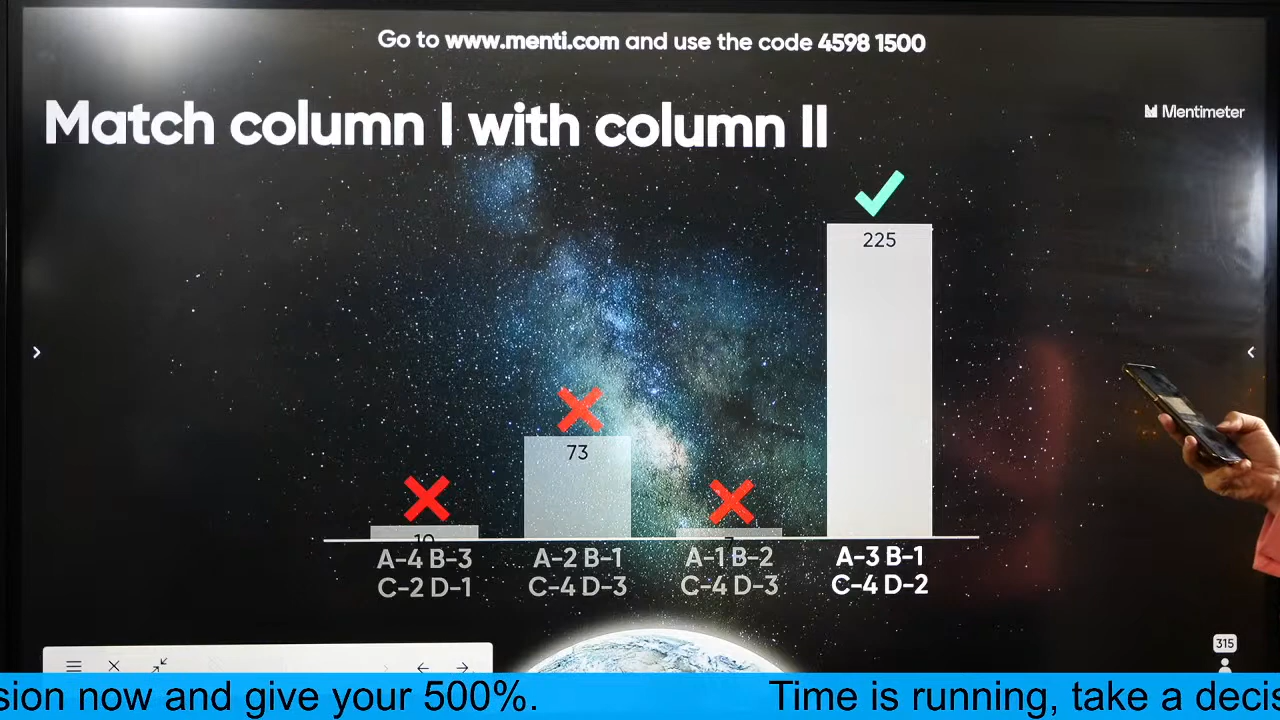 Go to www.menti.com and use the code 4598 1500
Match column I with column II
Mentimeter
225
73
10
7
A-4 B-3
C-2 D-1
A-2 B-1
C-4 D-3
A-1 B-2
C-4 D-3
A-3 B-1
C-4 D-2
315
sion now and give your 500%.
Time is running, take a decis